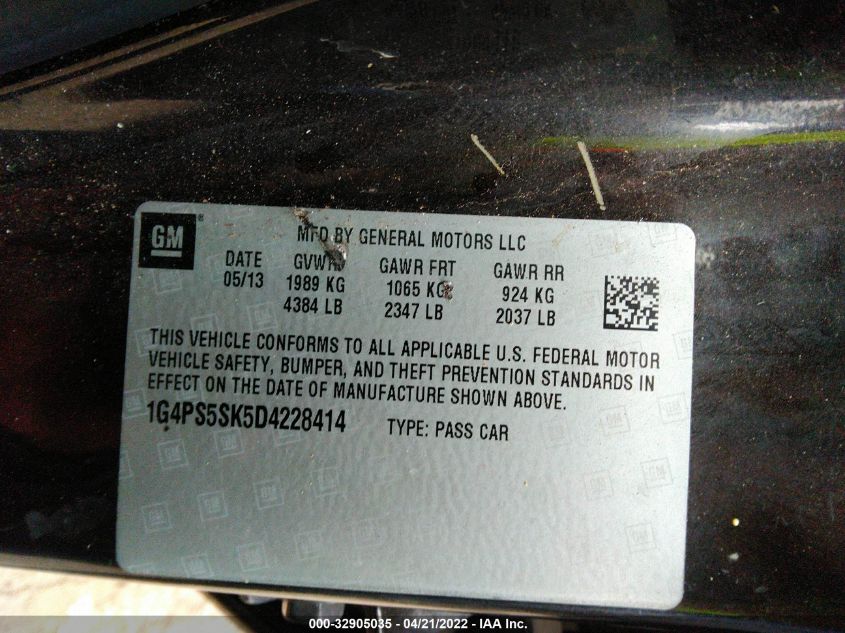 GM ®
MFD BY GENERAL MOTORS LLC
DATE GVWR GAWR FRT GAWR RR
05/13 1989 KG 1065 KG 924 KG
4384 LB 2347 LB 2037 LB
THIS VEHICLE CONFORMS TO ALL APPLICABLE U.S. FEDERAL MOTOR
VEHICLE SAFETY, BUMPER, AND THEFT PREVENTION STANDARDS IN
EFFECT ON THE DATE OF MANUFACTURE SHOWN ABOVE.
1G4PS5SK5D4228414 TYPE: PASS CAR
000-32905035 - 04/21/2022 - IAA Inc.